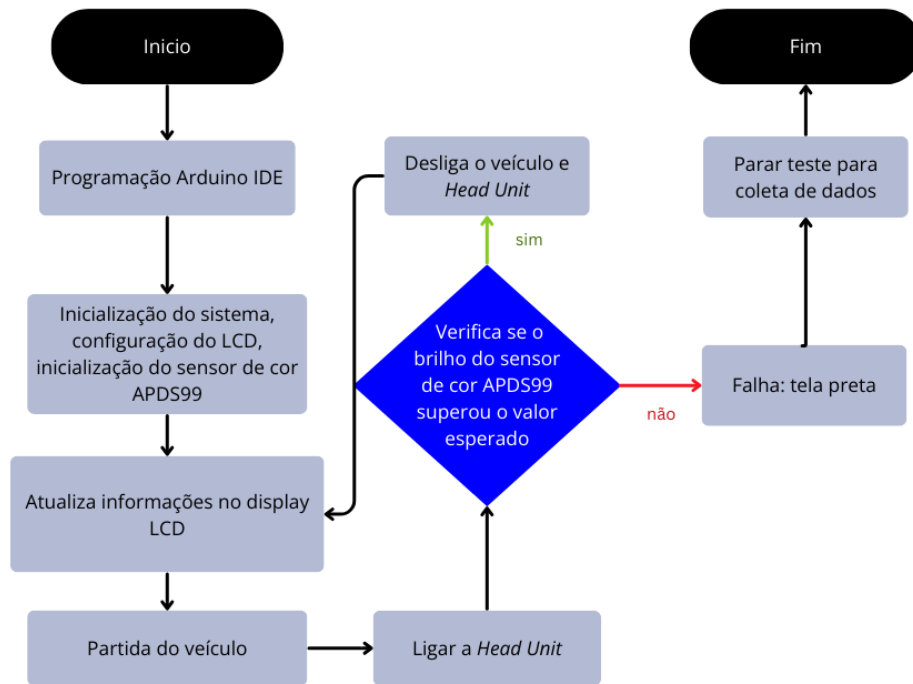 Inicio
Programação Arduino IDE
Inicialização do sistema,
configuração do LCD,
inicialização do sensor de cor
APDS99
Atualiza informações no display
LCD
Partida do veículo
Ligar a Head Unit
Verifica se o
brilho do sensor
de cor APDS99
superou o valor
esperado
sim
Desliga o veículo e
Head Unit
não
Falha: tela preta
Parar teste para
coleta de dados
Fim